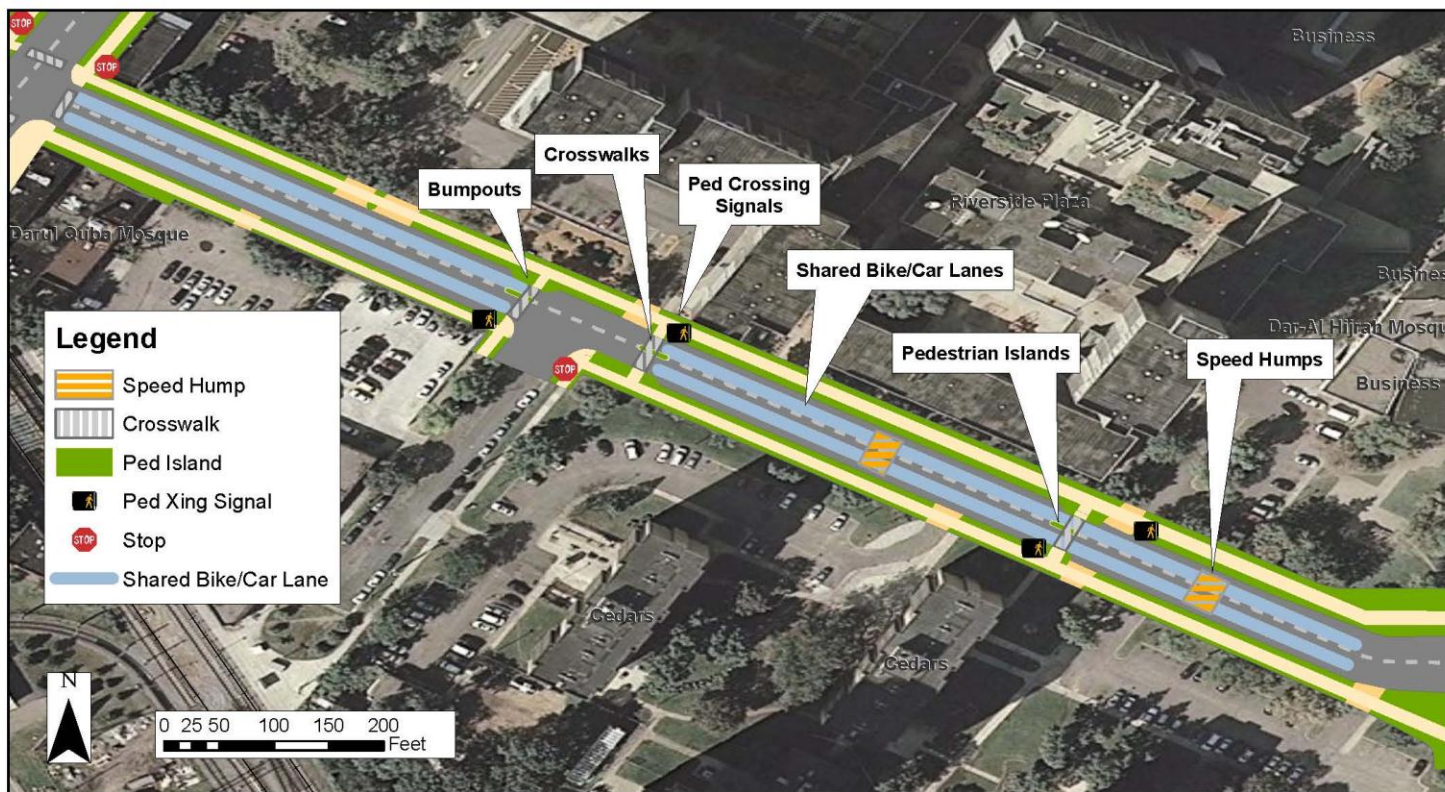 STOP
STOP
Business
Crosswalks
Bumpouts
Ped Crossing
Signals
Riverside Plaza
Darul Quba Mosque
Shared Bike/Car Lanes
Business
Dar-Al Hijrah Mosqu
Pedestrian Islands
Speed Humps
Business
STOP
Legend
Speed Hump
Crosswalk
Ped Island
Ped Xing Signal
STOP
Stop
Shared Bike/Car Lane
Cedars
Cedars
N
0 25 50 100 150 200
Feet